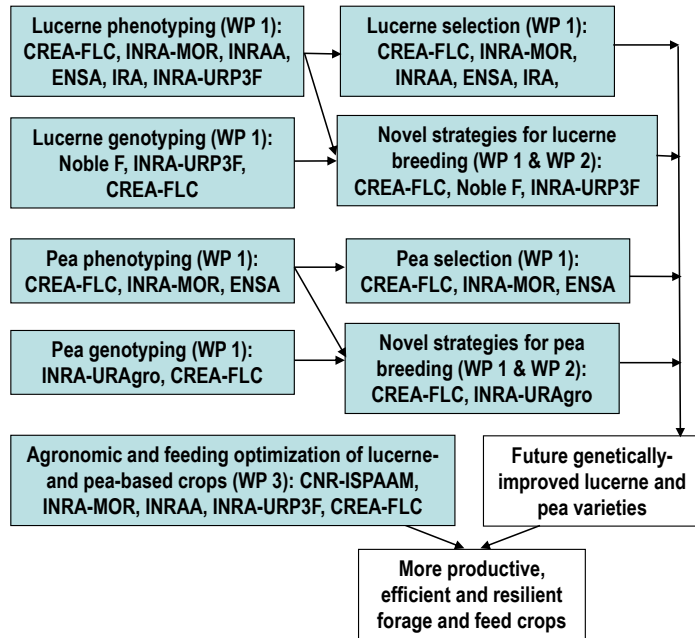 Lucerne phenotyping (WP 1):
CREA-FLC, INRA-MOR, INRAA,
ENSA, IRA, INRA-URP3F
Lucerne selection (WP 1):
CREA-FLC, INRA-MOR,
INRAA, ENSA, IRA,
Lucerne genotyping (WP 1):
Noble F, INRA-URP3F,
CREA-FLC
Novel strategies for lucerne
breeding (WP 1 & WP 2):
CREA-FLC, Noble F, INRA-URP3F
Pea phenotyping (WP 1):
CREA-FLC, INRA-MOR, ENSA
Pea selection (WP 1):
CREA-FLC, INRA-MOR, ENSA
Pea genotyping (WP 1):
INRA-URAgro, CREA-FLC
Novel strategies for pea
breeding (WP 1 & WP 2):
CREA-FLC, INRA-URAgro
Agronomic and feeding optimization of lucerne-
and pea-based crops (WP 3): CNR-ISPAAM,
INRA-MOR, INRAA, INRA-URP3F, CREA-FLC
Future genetically-
improved lucerne and
pea varieties
More productive,
efficient and resilient
forage and feed crops